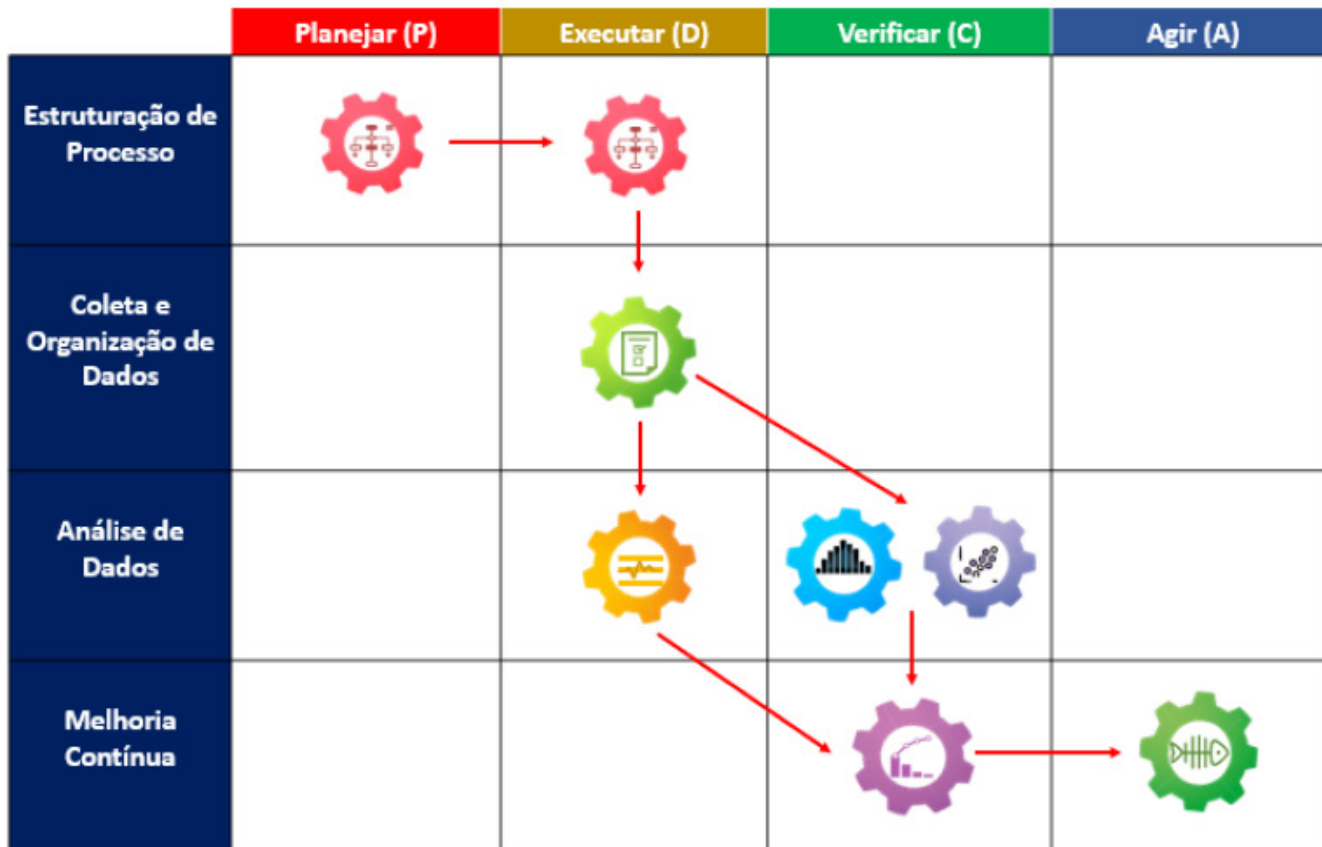 Planejar (P)
Executar (D)
Verificar (C)
Agir (A)
Estruturação de
Processo
Coleta e
Organização de
Dados
Análise de
Dados
Melhoria
Contínua